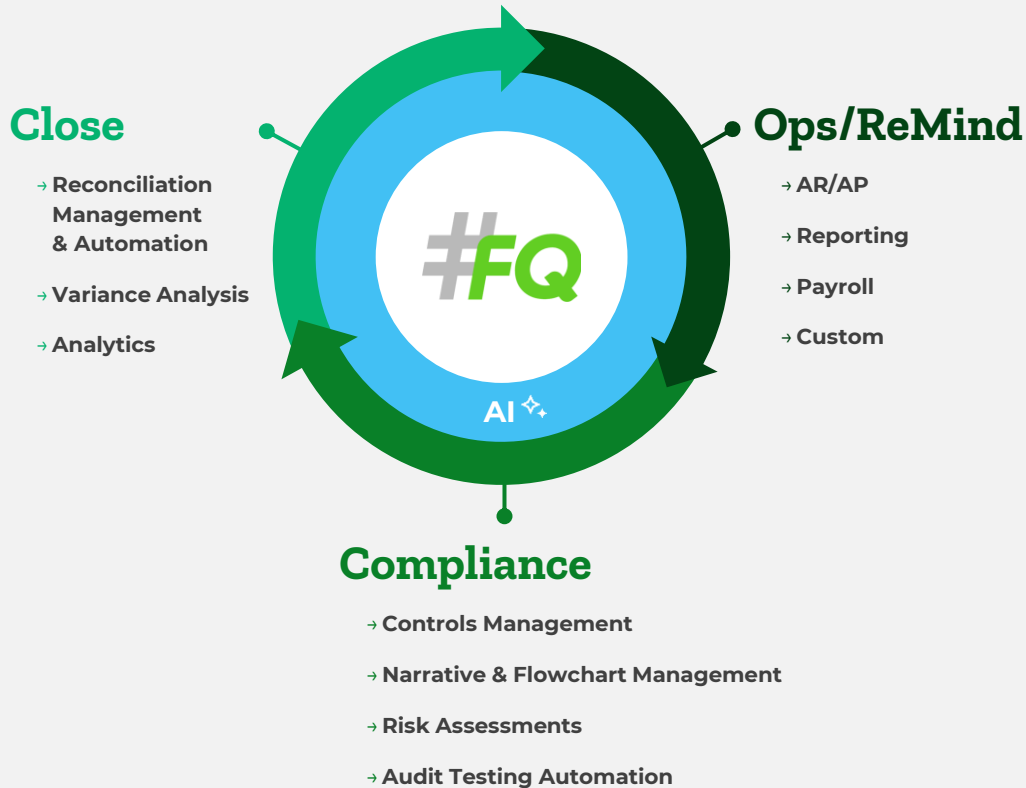 Close
→ Reconciliation
Management
& Automation
→ Variance Analysis
→ Analytics
#FQ
AI
Ops/ReMind
→ AR/AP
→ Reporting
→ Payroll
→ Custom
Compliance
→ Controls Management
→ Narrative & Flowchart Management
→ Risk Assessments
→ Audit Testing Automation